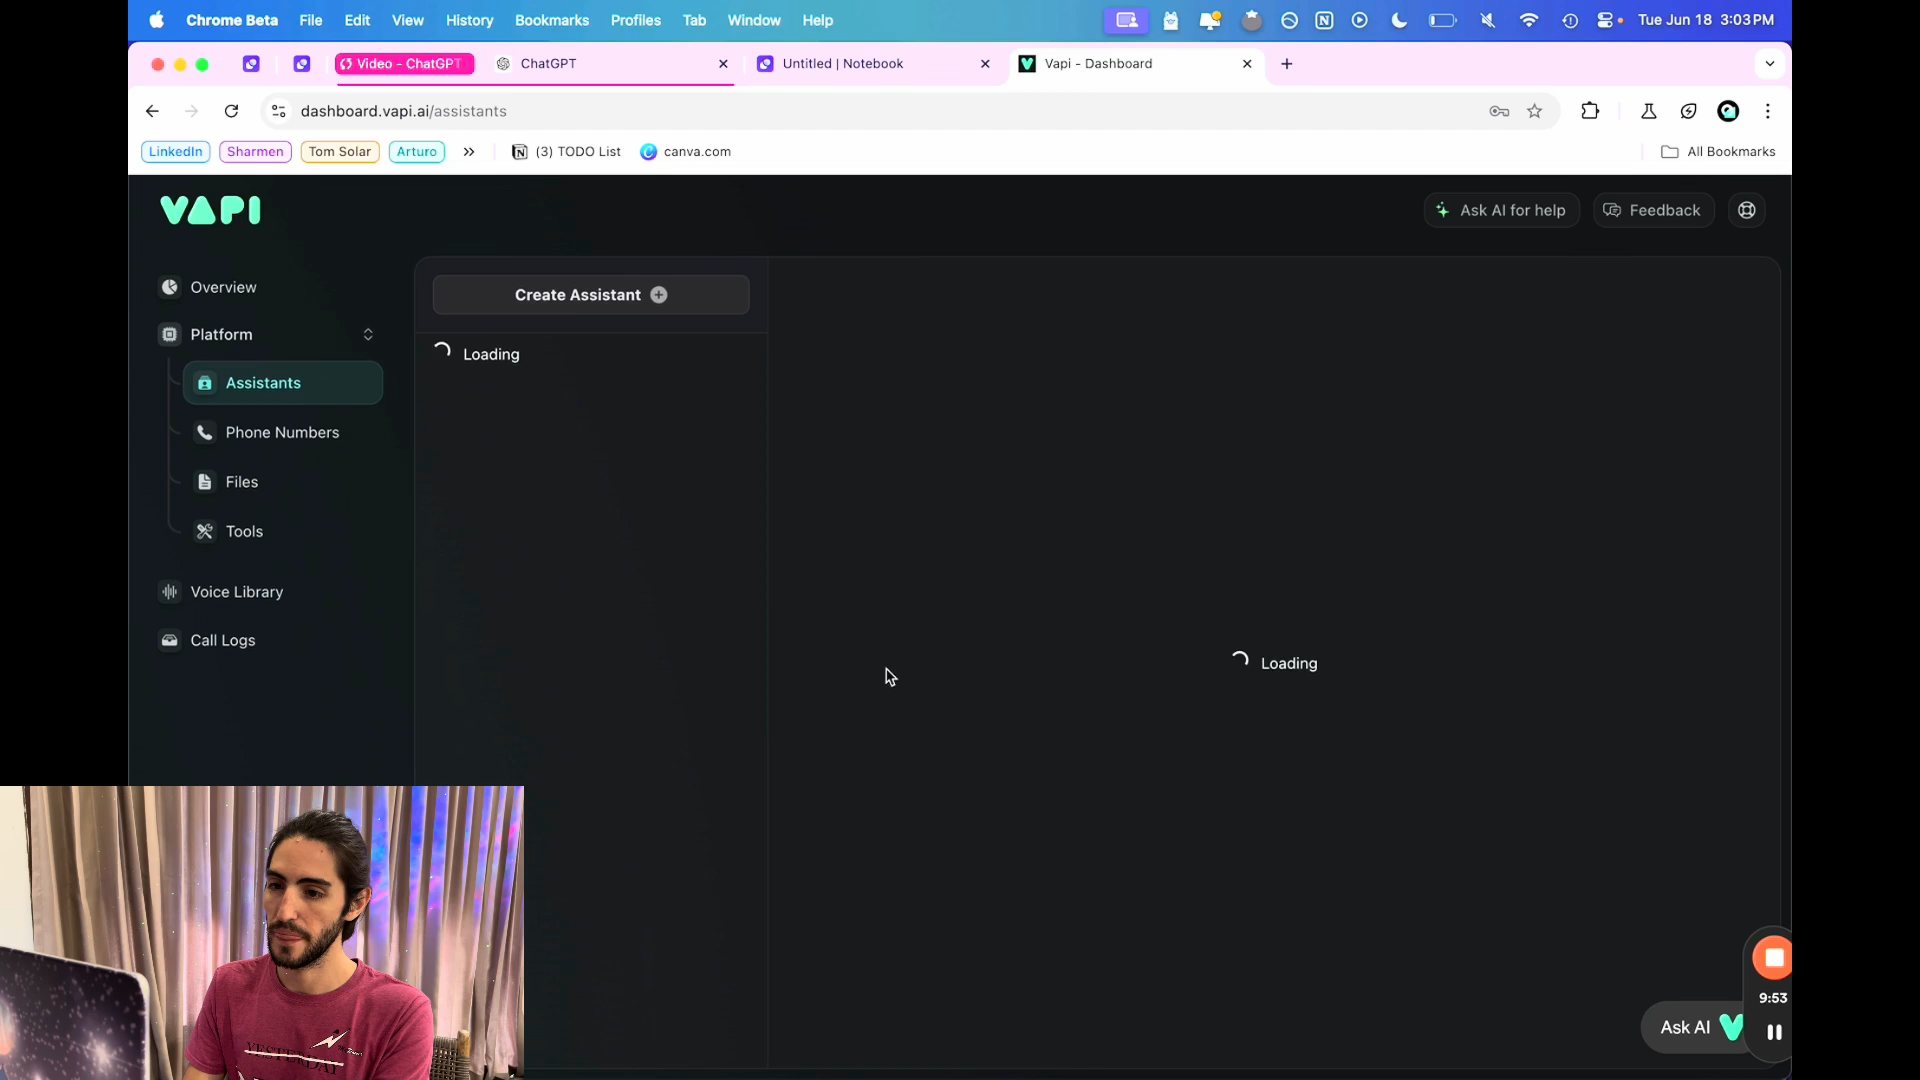 Chrome Beta File Edit View History Bookmarks Profiles Tab Window Help Tue Jun 18 3:03 PM
Video - ChatGPT ChatGPT Untitled | Notebook Vapi - Dashboard
dashboard.vapi.ai/assistants
LinkedIn Sharmen Tom Solar Arturo (3) TODO List canva.com All Bookmarks
VAPI
Ask AI for help Feedback
Overview
Platform
Assistants
Phone Numbers
Files
Tools
Voice Library
Call Logs
Create Assistant
Loading
Loading
YESTERDAY
Ask AI
9:53